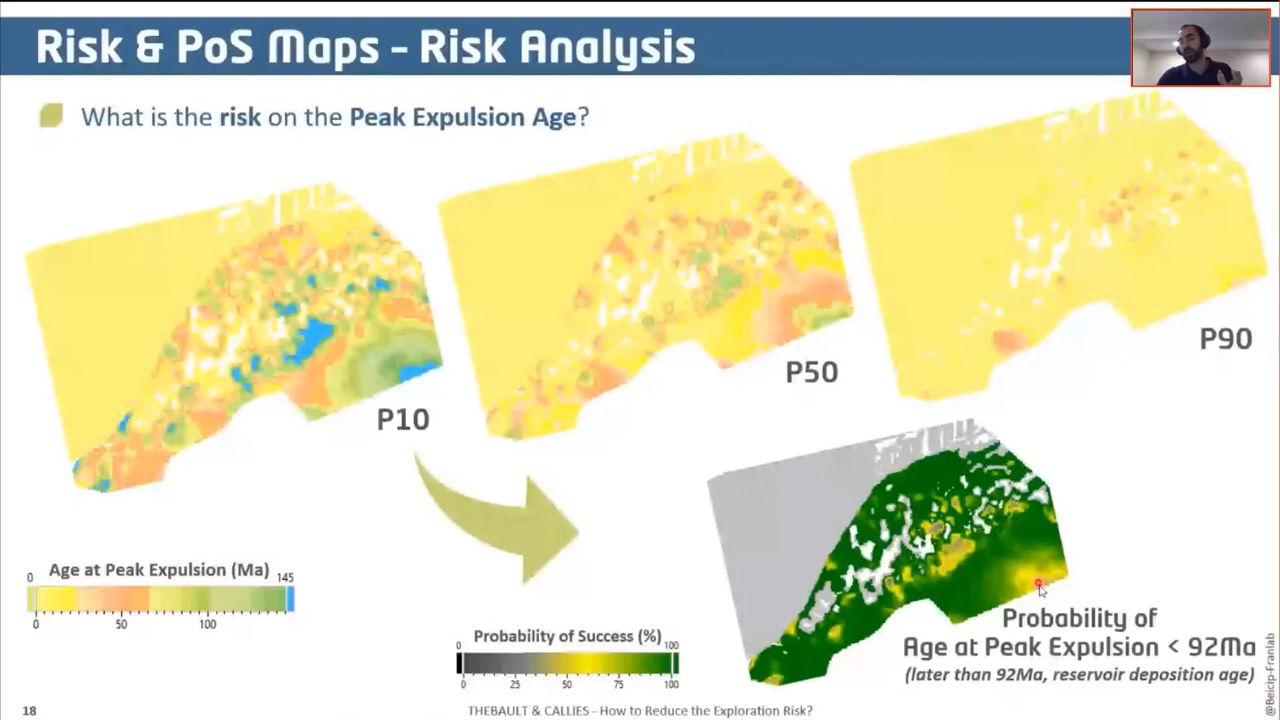 Risk & PoS Maps - Risk Analysis
What is the risk on the Peak Expulsion Age?
P10
P50
P90
Age at Peak Expulsion (Ma)
0 145
0 50 100
Probability of Success (%)
0 100
0 25 50 75 100
Probability of
Age at Peak Expulsion < 92Ma
(later than 92Ma, reservoir deposition age)
18
THEBAULT & CALLIES – How to Reduce the Exploration Risk?
@Beicip-Franlab